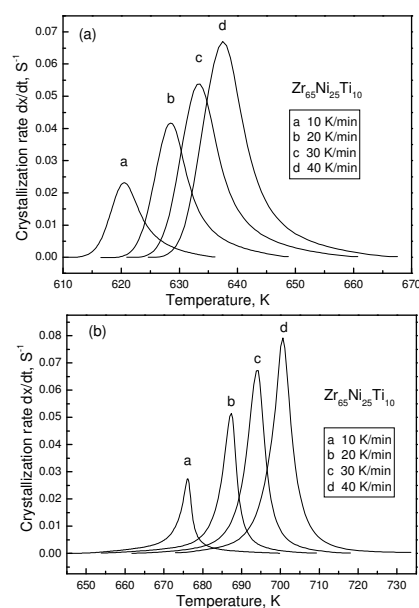 (a)
d
c
b
a
Zr65Ni25Ti10
a 10 K/min
b 20 K/min
c 30 K/min
d 40 K/min
Crystallization rate dx/dt, S-1
0.07
0.06
0.05
0.04
0.03
0.02
0.01
0.00
610 620 630 640 650 660 670
Temperature, K
(b)
d
c
b
a
Zr65Ni25Ti10
a 10 K/min
b 20 K/min
c 30 K/min
d 40 K/min
Crystallization rate dx/dt, S-1
0.08
0.07
0.06
0.05
0.04
0.03
0.02
0.01
0.00
650 660 670 680 690 700 710 720 730
Temperature, K